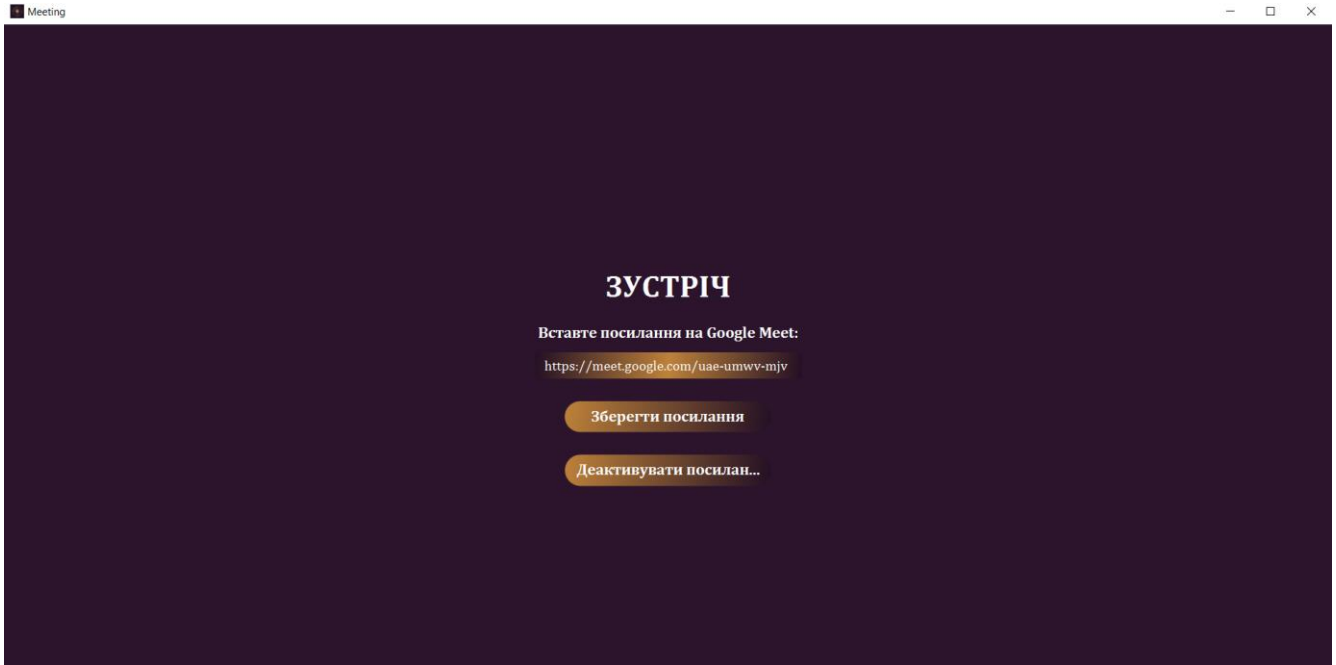 Meeting
ЗУСТРІЧ
Вставте посилання на Google Meet:
https://meet.google.com/uae-umwv-mjv
Зберегти посилання
Деактивувати посилан...